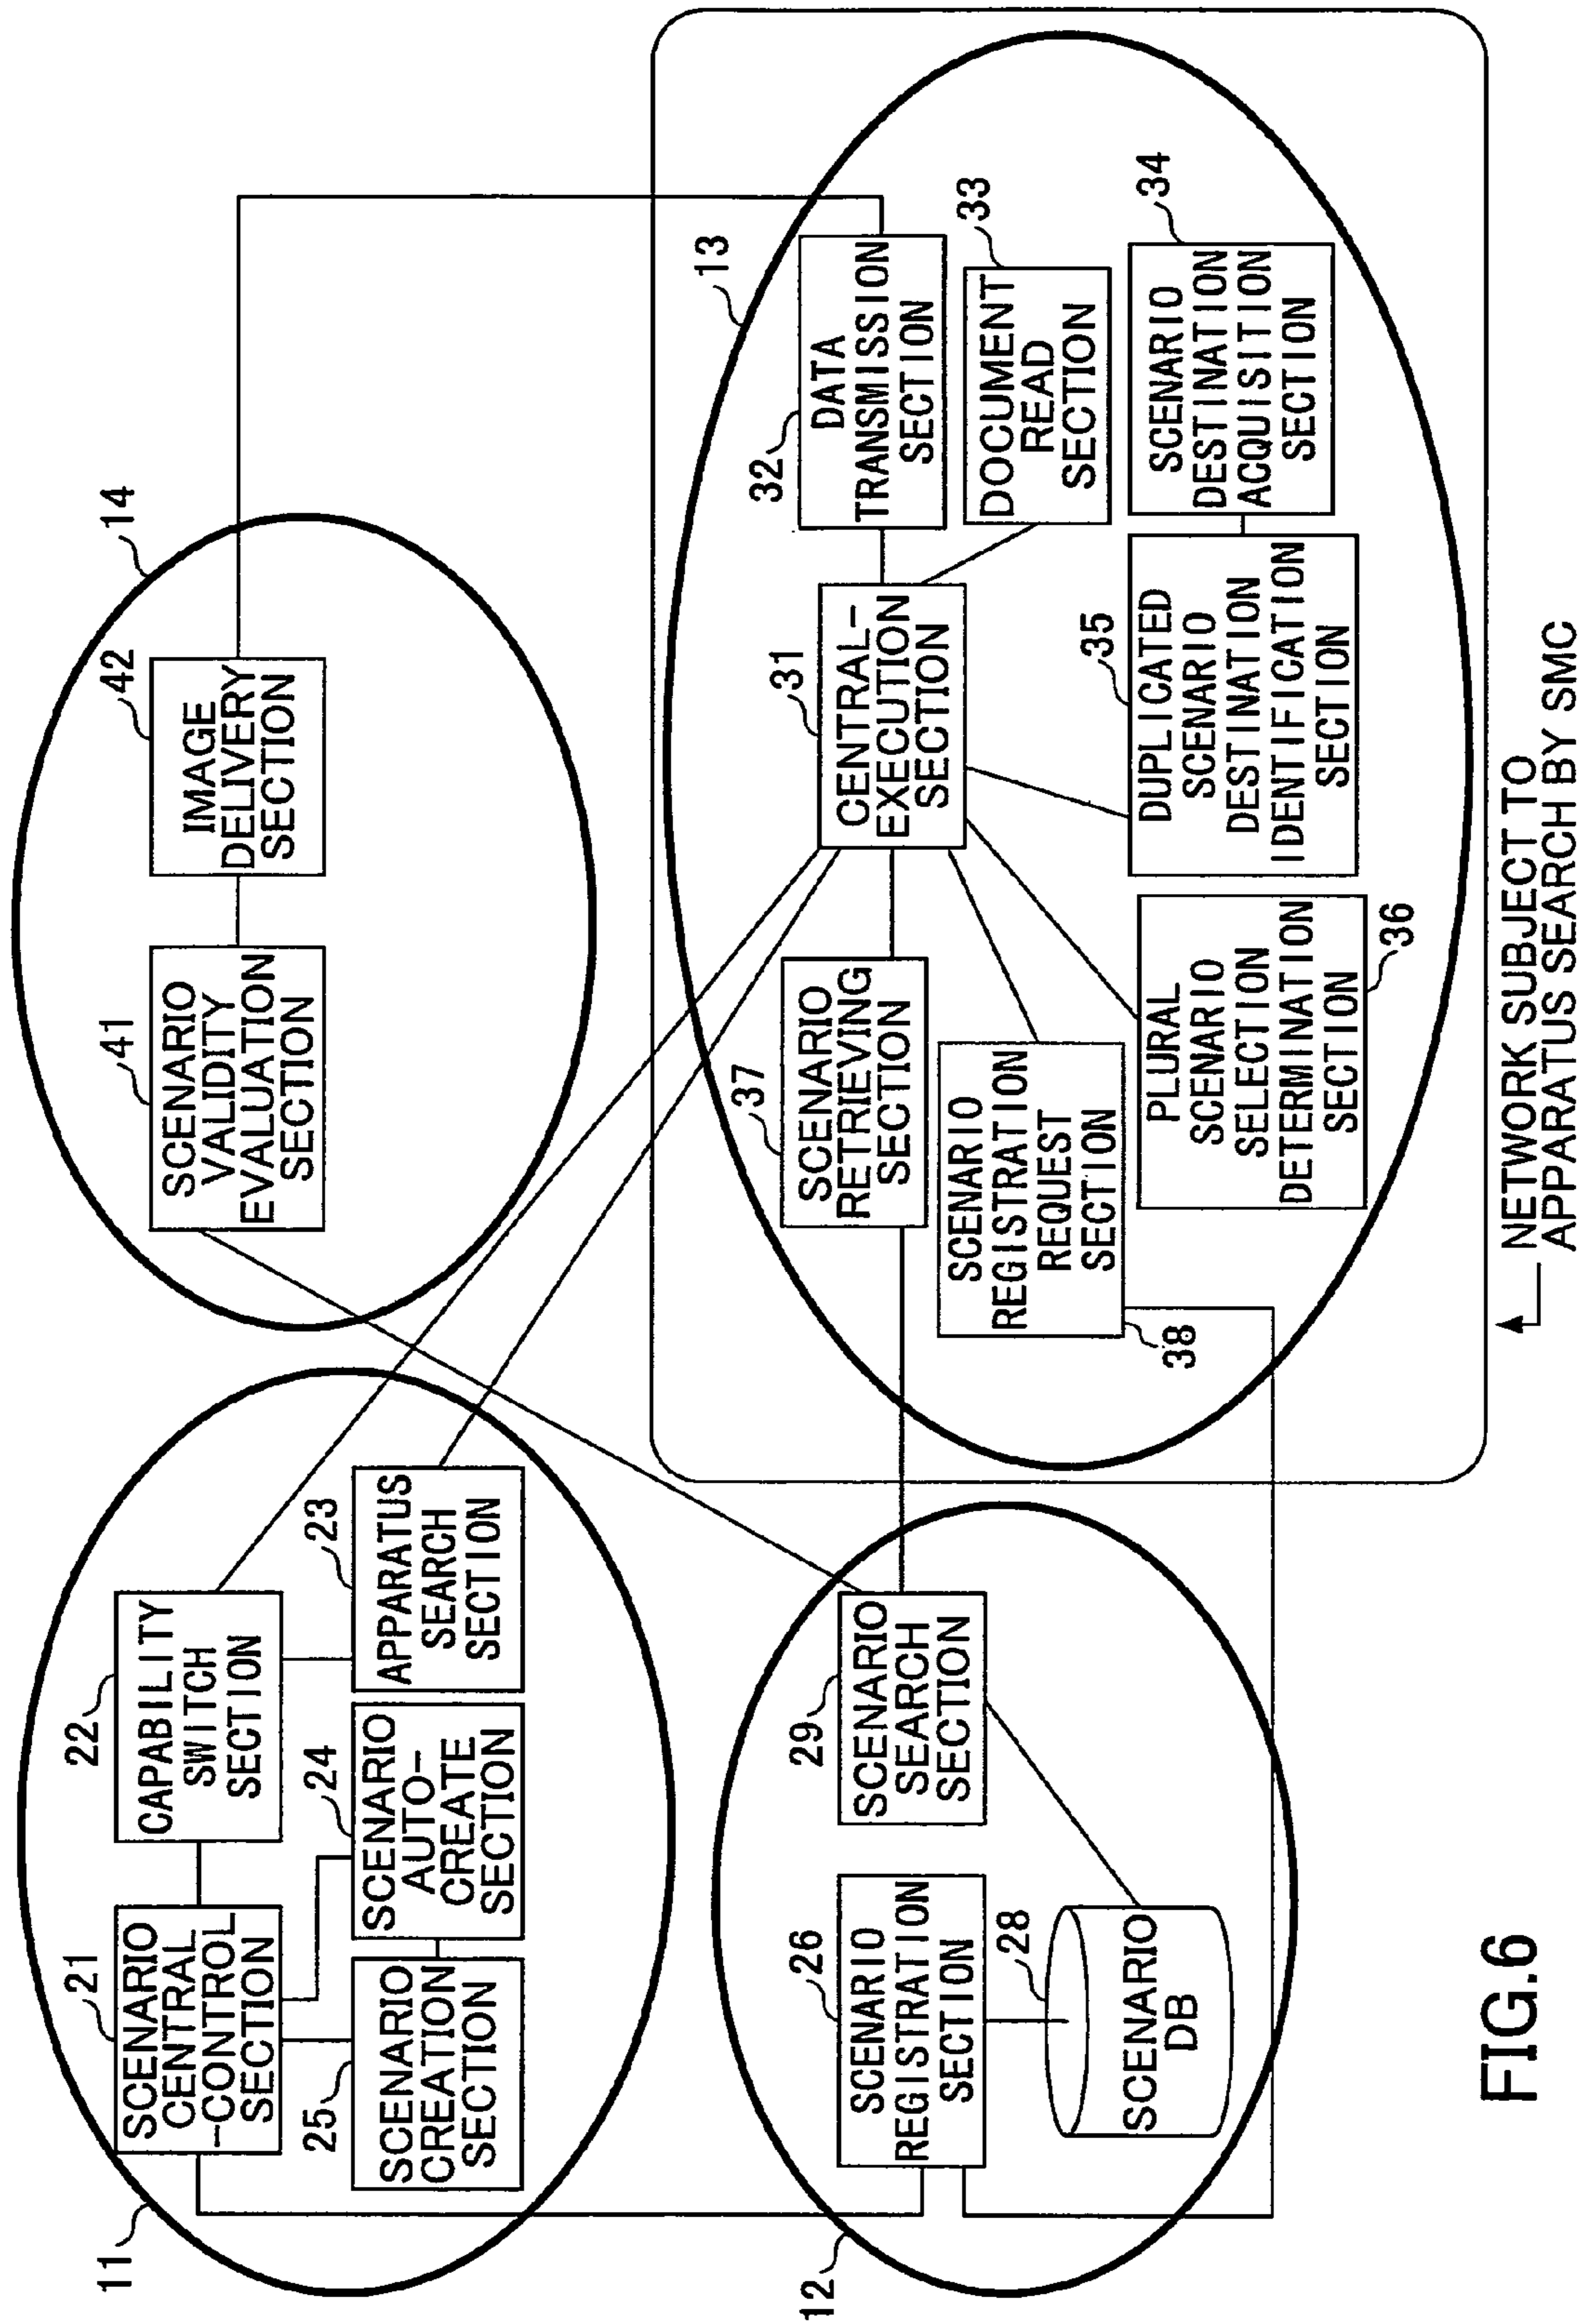 11
21
SCENARIO
CENTRAL
-CONTROL
SECTION
22
CAPABILITY
SWITCH
SECTION
25
SCENARIO
CREATION
SECTION
24
SCENARIO
AUTO-
CREATE
SECTION
23
APPARATUS
SEARCH
SECTION
14
41
SCENARIO
VALIDITY
EVALUATION
SECTION
42
IMAGE
DELIVERY
SECTION
12
26
SCENARIO
REGISTRATION
SECTION
29
SCENARIO
SEARCH
SECTION
28
SCENARIO
DB
13
37
SCENARIO
RETRIEVING
SECTION
31
CENTRAL-
EXECUTION
SECTION
32
DATA
TRANSMISSION
SECTION
33
DOCUMENT
READ
SECTION
38
SCENARIO
REGISTRATION
REQUEST
SECTION
36
PLURAL
SCENARIO
SELECTION
DETERMINATION
SECTION
35
DUPLICATED
SCENARIO
DESTINATION
IDENTIFICATION
SECTION
34
SCENARIO
DESTINATION
ACQUISITION
SECTION
NETWORK SUBJECT TO
APPARATUS SEARCH BY SMC
FIG.6